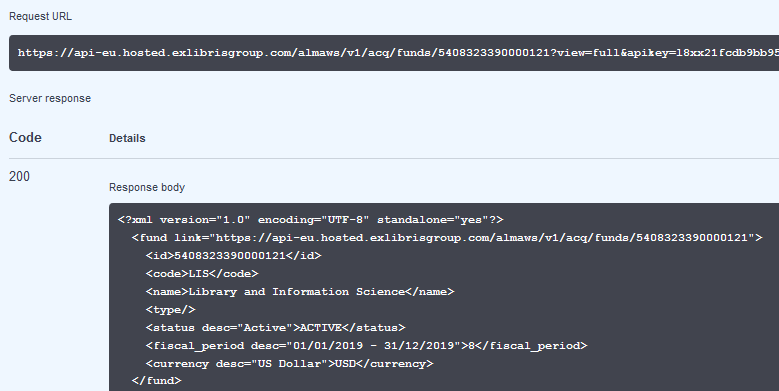 Request URL
https://api-eu.hosted.exlibrisgroup.com/almaws/v1/acq/funds/5408323390000121?view=full&apikey=l8xx21fcdb9bb95
Server response
Code Details
200
Response body
<?xml version="1.0" encoding="UTF-8" standalone="yes"?>
<fund link="https://api-eu.hosted.exlibrisgroup.com/almaws/v1/acq/funds/5408323390000121">
<id>5408323390000121</id>
<code>LIS</code>
<name>Library and Information Science</name>
<type/>
<status desc="Active">ACTIVE</status>
<fiscal_period desc="01/01/2019 - 31/12/2019">8</fiscal_period>
<currency desc="US Dollar">USD</currency>
</fund>